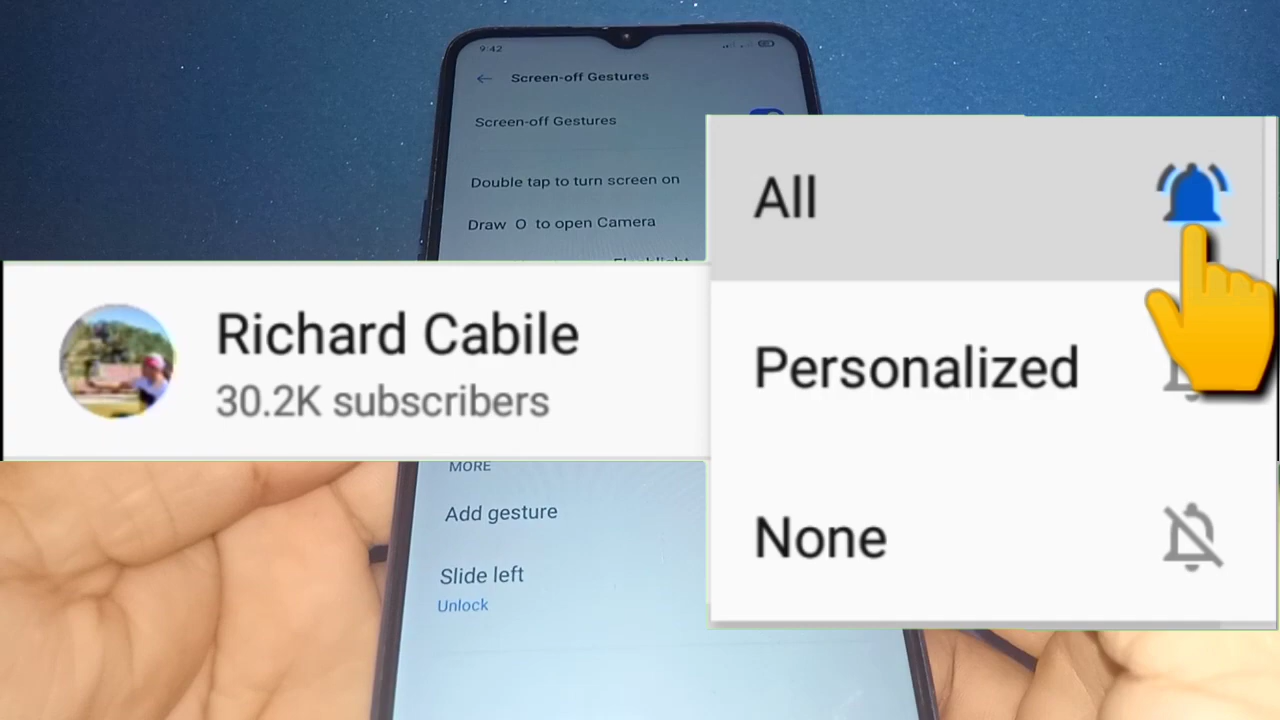 9:42
Screen-off Gestures
Screen-off Gestures
Double tap to turn screen on
Draw O to open Camera
Flashlight
Richard Cabile
30.2K subscribers
All
Personalized
None
MORE
Add gesture
Slide left
Unlock